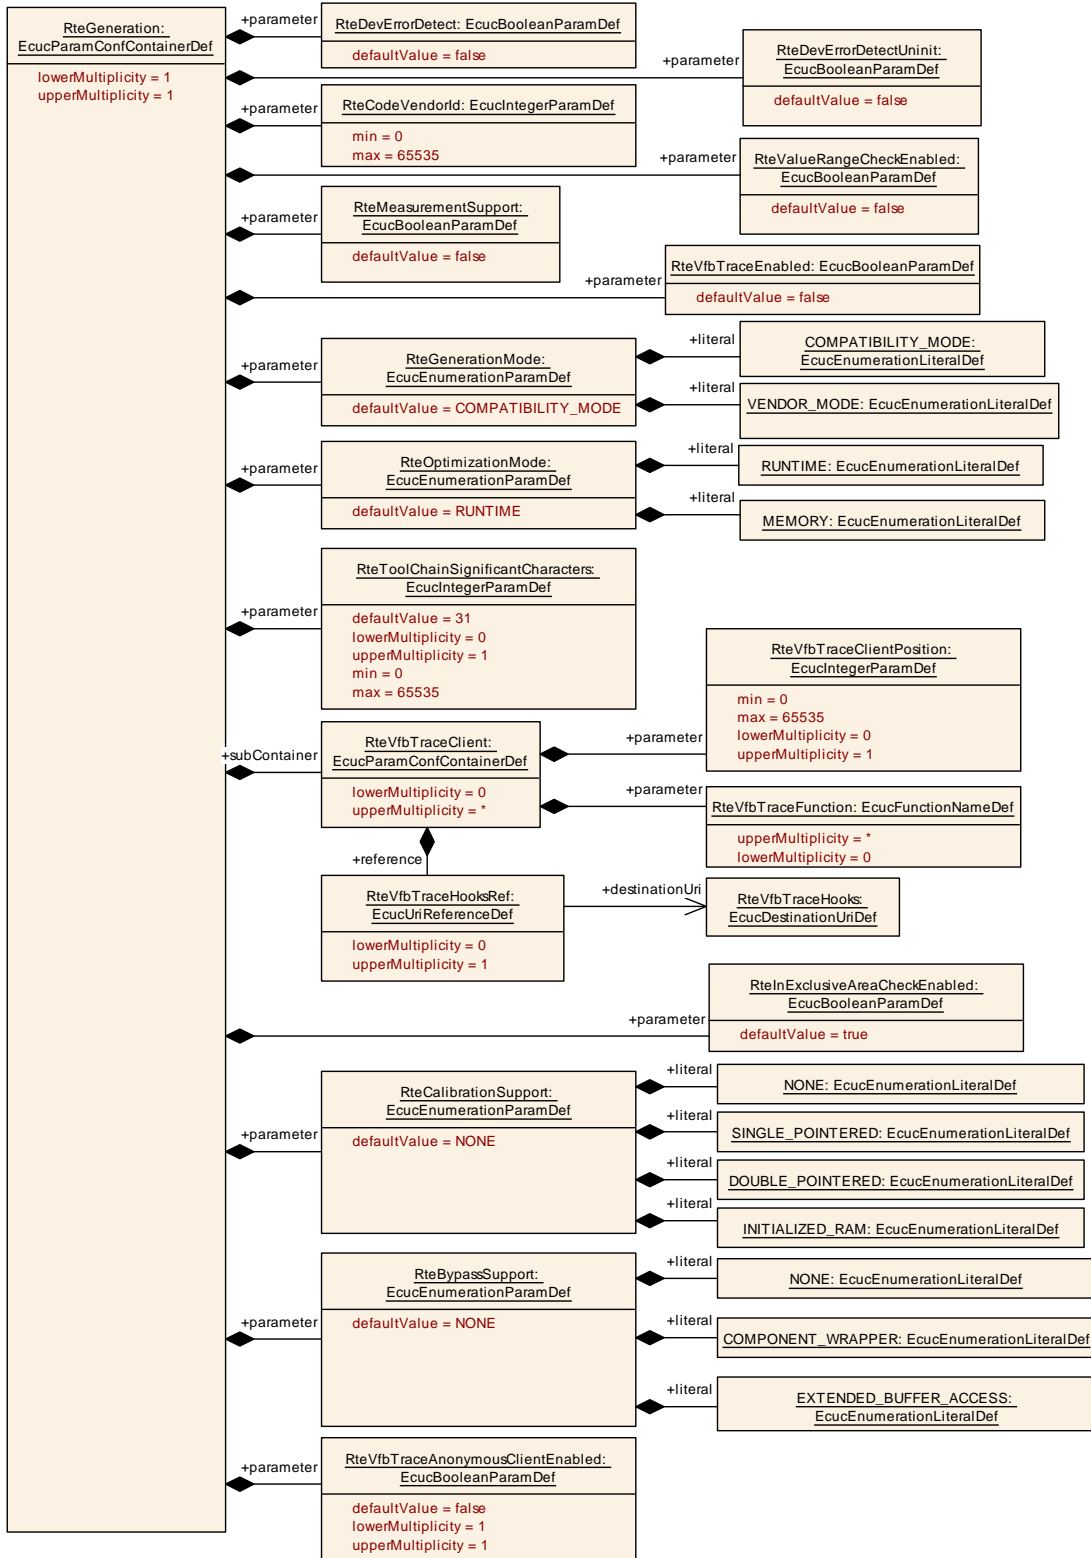 RteGeneration:
EcucParamConfContainerDef
lowerMultiplicity = 1
upperMultiplicity = 1
+parameter
RteDevErrorDetect: EcucBooleanParamDef
defaultValue = false
+parameter
RteDevErrorDetectUninit:
EcucBooleanParamDef
defaultValue = false
+parameter
RteCodeVendorId: EcucIntegerParamDef
min = 0
max = 65535
+parameter
RteValueRangeCheckEnabled:
EcucBooleanParamDef
defaultValue = false
+parameter
RteMeasurementSupport:
EcucBooleanParamDef
defaultValue = false
+parameter
RteVfbTraceEnabled: EcucBooleanParamDef
defaultValue = false
+parameter
RteGenerationMode:
EcucEnumerationParamDef
defaultValue = COMPATIBILITY_MODE
+literal
COMPATIBILITY_MODE:
EcucEnumerationLiteralDef
+literal
VENDOR_MODE: EcucEnumerationLiteralDef
+parameter
RteOptimizationMode:
EcucEnumerationParamDef
defaultValue = RUNTIME
+literal
RUNTIME: EcucEnumerationLiteralDef
+literal
MEMORY: EcucEnumerationLiteralDef
+parameter
RteToolChainSignificantCharacters:
EcucIntegerParamDef
defaultValue = 31
lowerMultiplicity = 0
upperMultiplicity = 1
min = 0
max = 65535
+subContainer
RteVfbTraceClient:
EcucParamConfContainerDef
lowerMultiplicity = 0
upperMultiplicity = *
+parameter
RteVfbTraceClientPosition:
EcucIntegerParamDef
min = 0
max = 65535
lowerMultiplicity = 0
upperMultiplicity = 1
+parameter
RteVfbTraceFunction: EcucFunctionNameDef
upperMultiplicity = *
lowerMultiplicity = 0
+reference
RteVfbTraceHooksRef:
EcucUriReferenceDef
lowerMultiplicity = 0
upperMultiplicity = 1
+destinationUri
RteVfbTraceHooks:
EcucDestinationUriDef
+parameter
RteInExclusiveAreaCheckEnabled:
EcucBooleanParamDef
defaultValue = true
+parameter
RteCalibrationSupport:
EcucEnumerationParamDef
defaultValue = NONE
+literal
NONE: EcucEnumerationLiteralDef
+literal
SINGLE_POINTERED: EcucEnumerationLiteralDef
+literal
DOUBLE_POINTERED: EcucEnumerationLiteralDef
+literal
INITIALIZED_RAM: EcucEnumerationLiteralDef
+parameter
RteBypassSupport:
EcucEnumerationParamDef
defaultValue = NONE
+literal
NONE: EcucEnumerationLiteralDef
+literal
COMPONENT_WRAPPER: EcucEnumerationLiteralDef
+literal
EXTENDED_BUFFER_ACCESS:
EcucEnumerationLiteralDef
+parameter
RteVfbTraceAnonymousClientEnabled:
EcucBooleanParamDef
defaultValue = false
lowerMultiplicity = 1
upperMultiplicity = 1